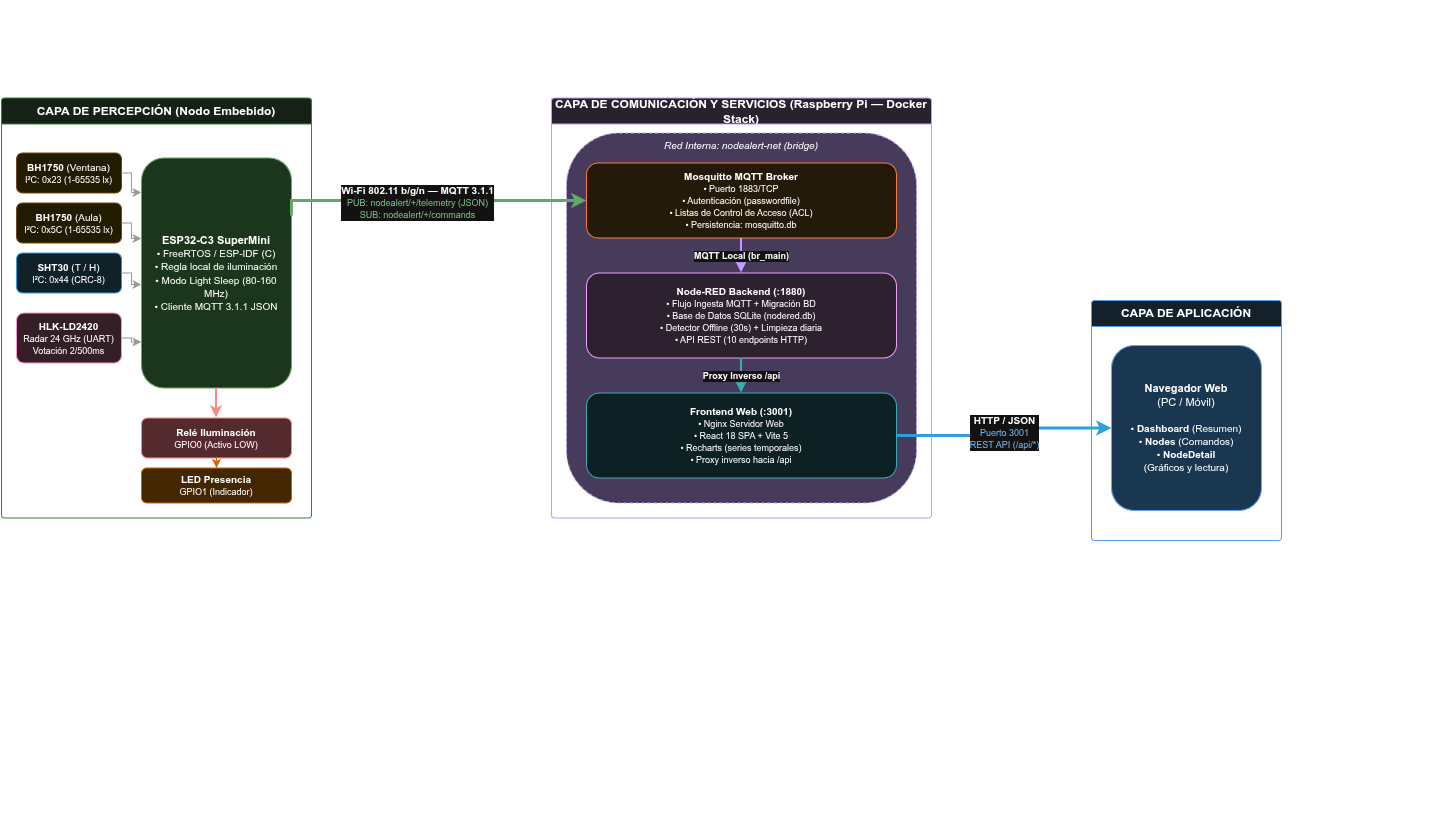 CAPA DE PERCEPCIÓN (Nodo Embebido)
BH1750 (Ventana)
I²C: 0x23 (1-65535 lx)
BH1750 (Aula)
I²C: 0x5C (1-65535 lx)
SHT30 (T / H)
I²C: 0x44 (CRC-8)
HLK-LD2420
Radar 24 GHz (UART)
Votación 2/500ms
ESP32-C3 SuperMini
• FreeRTOS / ESP-IDF (C)
• Regla local de iluminación
• Modo Light Sleep (80-160
MHz)
• Cliente MQTT 3.1.1 JSON
Relé Iluminación
GPIO0 (Activo LOW)
LED Presencia
GPIO1 (Indicador)
Wi-Fi 802.11 b/g/n — MQTT 3.1.1
PUB: nodealert/+/telemetry (JSON)
SUB: nodealert/+/commands
CAPA DE COMUNICACIÓN Y SERVICIOS (Raspberry Pi — Docker
Stack)
Red Interna: nodealert-net (bridge)
Mosquitto MQTT Broker
• Puerto 1883/TCP
• Autenticación (passwordfile)
• Listas de Control de Acceso (ACL)
• Persistencia: mosquitto.db
MQTT Local (br_main)
Node-RED Backend (:1880)
• Flujo Ingesta MQTT + Migración BD
• Base de Datos SQLite (nodered.db)
• Detector Offline (30s) + Limpieza diaria
• API REST (10 endpoints HTTP)
Proxy Inverso /api
Frontend Web (:3001)
• Nginx Servidor Web
• React 18 SPA + Vite 5
• Recharts (series temporales)
• Proxy inverso hacia /api
HTTP / JSON
Puerto 3001
REST API (/api/*)
CAPA DE APLICACIÓN
Navegador Web
(PC / Móvil)
• Dashboard (Resumen)
• Nodes (Comandos)
• NodeDetail
(Gráficos y lectura)